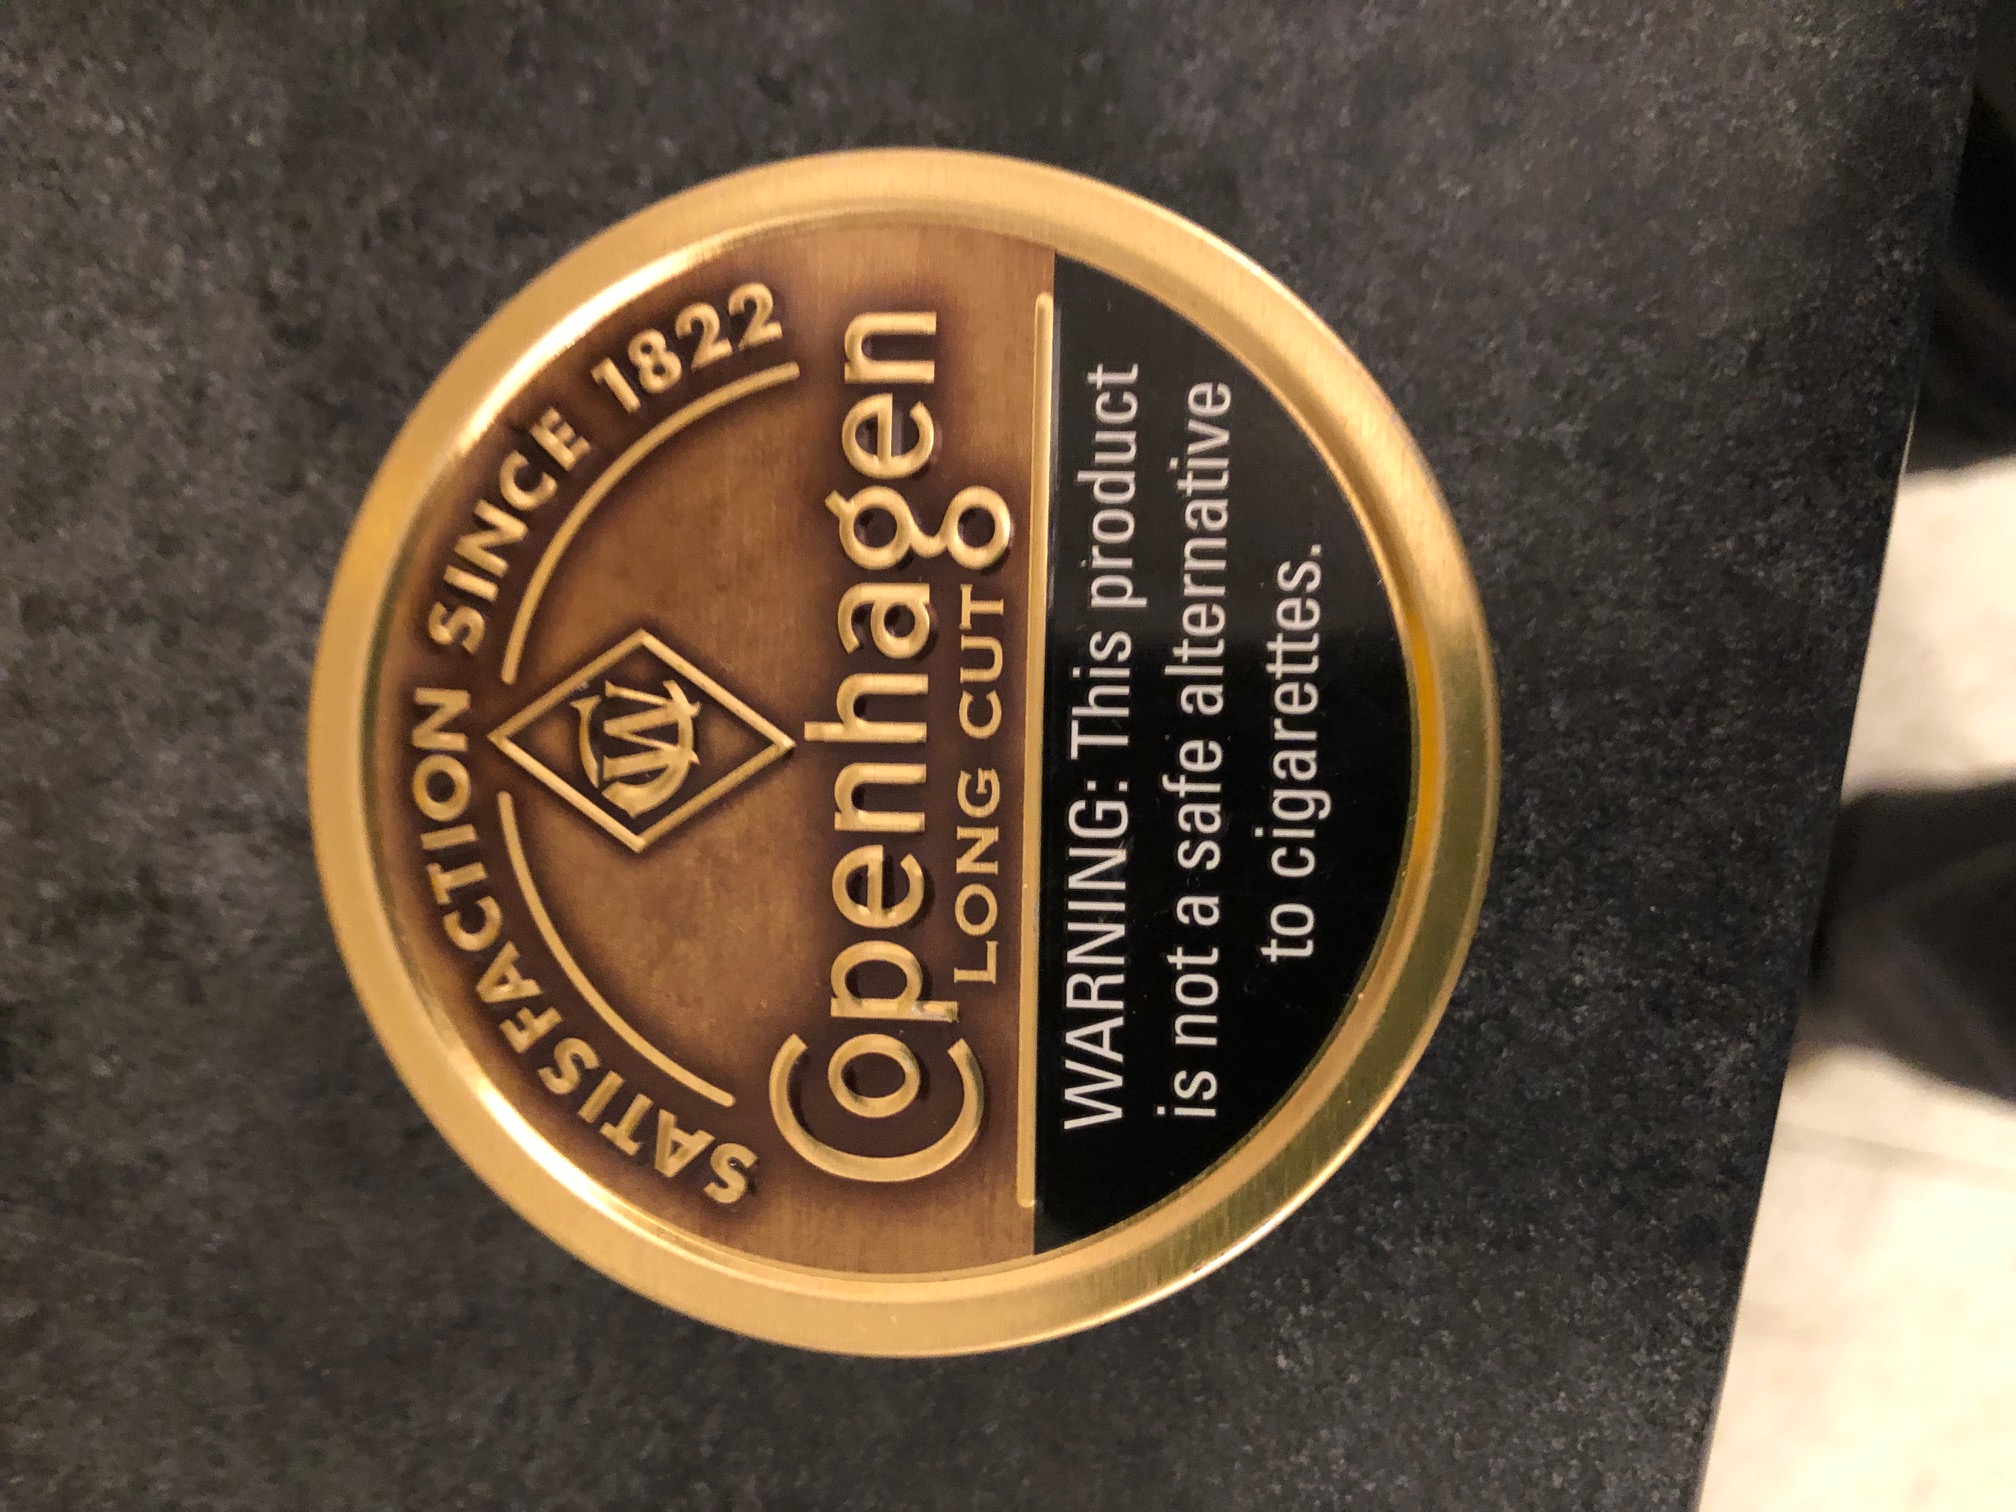 SATISFACTION SINCE 1822
W
Copenhagen
LONG CUT
WARNING: This product
is not a safe alternative
to cigarettes.